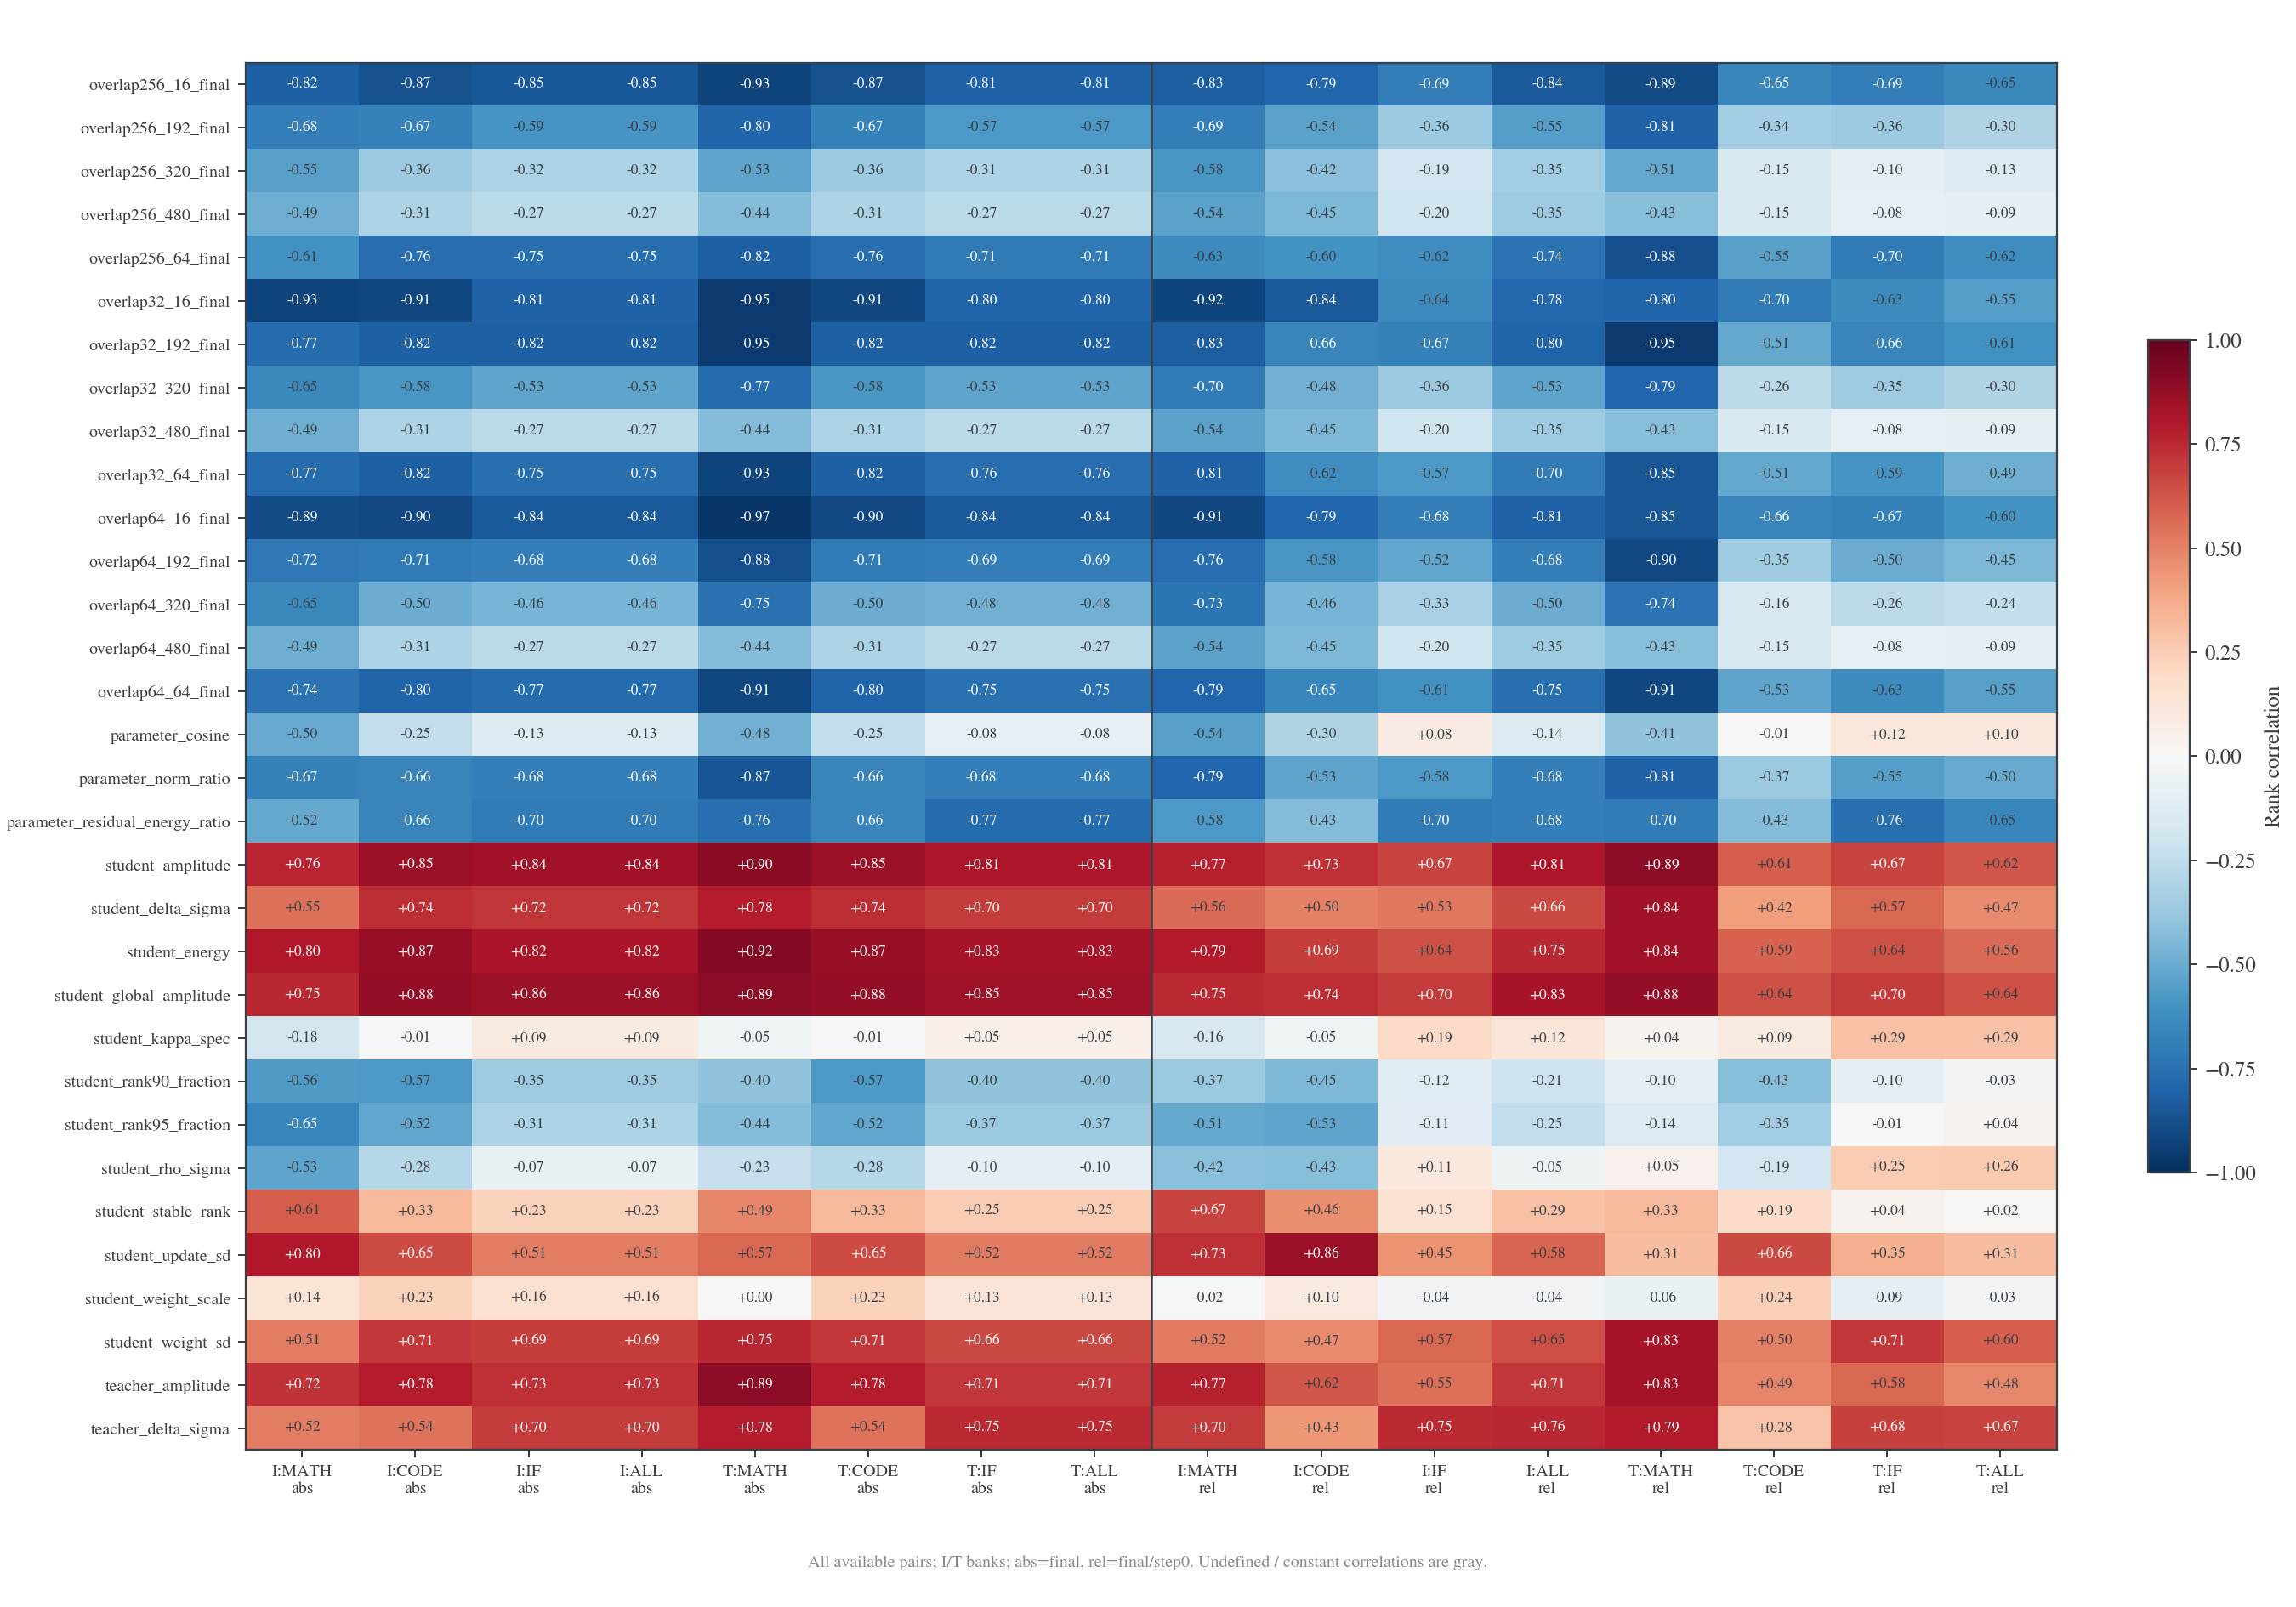 overlap256_16_final -0.82 -0.87 -0.85 -0.85 -0.93 -0.87 -0.81 -0.81 -0.83 -0.79 -0.69 -0.84 -0.89 -0.65 -0.69 -0.65
overlap256_192_final -0.68 -0.67 -0.59 -0.59 -0.80 -0.67 -0.57 -0.57 -0.69 -0.54 -0.36 -0.55 -0.81 -0.34 -0.36 -0.30
overlap256_320_final -0.55 -0.36 -0.32 -0.32 -0.53 -0.36 -0.31 -0.31 -0.58 -0.42 -0.19 -0.35 -0.51 -0.15 -0.10 -0.13
overlap256_480_final -0.49 -0.31 -0.27 -0.27 -0.44 -0.31 -0.27 -0.27 -0.54 -0.45 -0.20 -0.35 -0.43 -0.15 -0.08 -0.09
overlap256_64_final -0.61 -0.76 -0.75 -0.75 -0.82 -0.76 -0.71 -0.71 -0.63 -0.60 -0.62 -0.74 -0.88 -0.55 -0.70 -0.62
overlap32_16_final -0.93 -0.91 -0.81 -0.81 -0.95 -0.91 -0.80 -0.80 -0.92 -0.84 -0.64 -0.78 -0.80 -0.70 -0.63 -0.55
overlap32_192_final -0.77 -0.82 -0.82 -0.82 -0.95 -0.82 -0.82 -0.82 -0.83 -0.66 -0.67 -0.80 -0.95 -0.51 -0.66 -0.61
overlap32_320_final -0.65 -0.58 -0.53 -0.53 -0.77 -0.58 -0.53 -0.53 -0.70 -0.48 -0.36 -0.53 -0.79 -0.26 -0.35 -0.30
overlap32_480_final -0.49 -0.31 -0.27 -0.27 -0.44 -0.31 -0.27 -0.27 -0.54 -0.45 -0.20 -0.35 -0.43 -0.15 -0.08 -0.09
overlap32_64_final -0.77 -0.82 -0.75 -0.75 -0.93 -0.82 -0.76 -0.76 -0.81 -0.62 -0.57 -0.70 -0.85 -0.51 -0.59 -0.49
overlap64_16_final -0.89 -0.90 -0.84 -0.84 -0.97 -0.90 -0.84 -0.84 -0.91 -0.79 -0.68 -0.81 -0.85 -0.66 -0.67 -0.60
overlap64_192_final -0.72 -0.71 -0.68 -0.68 -0.88 -0.71 -0.69 -0.69 -0.76 -0.58 -0.52 -0.68 -0.90 -0.35 -0.50 -0.45
overlap64_320_final -0.65 -0.50 -0.46 -0.46 -0.75 -0.50 -0.48 -0.48 -0.73 -0.46 -0.33 -0.50 -0.74 -0.16 -0.26 -0.24
overlap64_480_final -0.49 -0.31 -0.27 -0.27 -0.44 -0.31 -0.27 -0.27 -0.54 -0.45 -0.20 -0.35 -0.43 -0.15 -0.08 -0.09
overlap64_64_final -0.74 -0.80 -0.77 -0.77 -0.91 -0.80 -0.75 -0.75 -0.79 -0.65 -0.61 -0.75 -0.91 -0.53 -0.63 -0.55
parameter_cosine -0.50 -0.25 -0.13 -0.13 -0.48 -0.25 -0.08 -0.08 -0.54 -0.30 +0.08 -0.14 -0.41 -0.01 +0.12 +0.10
parameter_norm_ratio -0.67 -0.66 -0.68 -0.68 -0.87 -0.66 -0.68 -0.68 -0.79 -0.53 -0.58 -0.68 -0.81 -0.37 -0.55 -0.50
parameter_residual_energy_ratio -0.52 -0.66 -0.70 -0.70 -0.76 -0.66 -0.77 -0.77 -0.58 -0.43 -0.70 -0.68 -0.70 -0.43 -0.76 -0.65
student_amplitude +0.76 +0.85 +0.84 +0.84 +0.90 +0.85 +0.81 +0.81 +0.77 +0.73 +0.67 +0.81 +0.89 +0.61 +0.67 +0.62
student_delta_sigma +0.55 +0.74 +0.72 +0.72 +0.78 +0.74 +0.70 +0.70 +0.56 +0.50 +0.53 +0.66 +0.84 +0.42 +0.57 +0.47
student_energy +0.80 +0.87 +0.82 +0.82 +0.92 +0.87 +0.83 +0.83 +0.79 +0.69 +0.64 +0.75 +0.84 +0.59 +0.64 +0.56
student_global_amplitude +0.75 +0.88 +0.86 +0.86 +0.89 +0.88 +0.85 +0.85 +0.75 +0.74 +0.70 +0.83 +0.88 +0.64 +0.70 +0.64
student_kappa_spec -0.18 -0.01 +0.09 +0.09 -0.05 -0.01 +0.05 +0.05 -0.16 -0.05 +0.19 +0.12 +0.04 +0.09 +0.29 +0.29
student_rank90_fraction -0.56 -0.57 -0.35 -0.35 -0.40 -0.57 -0.40 -0.40 -0.37 -0.45 -0.12 -0.21 -0.10 -0.43 -0.10 -0.03
student_rank95_fraction -0.65 -0.52 -0.31 -0.31 -0.44 -0.52 -0.37 -0.37 -0.51 -0.53 -0.11 -0.25 -0.14 -0.35 -0.01 +0.04
student_rho_sigma -0.53 -0.28 -0.07 -0.07 -0.23 -0.28 -0.10 -0.10 -0.42 -0.43 +0.11 -0.05 +0.05 -0.19 +0.25 +0.26
student_stable_rank +0.61 +0.33 +0.23 +0.23 +0.49 +0.33 +0.25 +0.25 +0.67 +0.46 +0.15 +0.29 +0.33 +0.19 +0.04 +0.02
student_update_sd +0.80 +0.65 +0.51 +0.51 +0.57 +0.65 +0.52 +0.52 +0.73 +0.86 +0.45 +0.58 +0.31 +0.66 +0.35 +0.31
student_weight_scale +0.14 +0.23 +0.16 +0.16 +0.00 +0.23 +0.13 +0.13 -0.02 +0.10 -0.04 -0.04 -0.06 +0.24 -0.09 -0.03
student_weight_sd +0.51 +0.71 +0.69 +0.69 +0.75 +0.71 +0.66 +0.66 +0.52 +0.47 +0.57 +0.65 +0.83 +0.50 +0.71 +0.60
teacher_amplitude +0.72 +0.78 +0.73 +0.73 +0.89 +0.78 +0.71 +0.71 +0.77 +0.62 +0.55 +0.71 +0.83 +0.49 +0.58 +0.48
teacher_delta_sigma +0.52 +0.54 +0.70 +0.70 +0.78 +0.54 +0.75 +0.75 +0.70 +0.43 +0.75 +0.76 +0.79 +0.28 +0.68 +0.67
I:MATH I:CODE I:IF I:ALL T:MATH T:CODE T:IF T:ALL I:MATH I:CODE I:IF I:ALL T:MATH T:CODE T:IF T:ALL
abs abs abs abs abs abs abs abs rel rel rel rel rel rel rel rel
1.00
0.75
0.50
0.25
0.00
−0.25
−0.50
−0.75
−1.00
Rank correlation
All available pairs; I/T banks; abs=final, rel=final/step0. Undefined / constant correlations are gray.